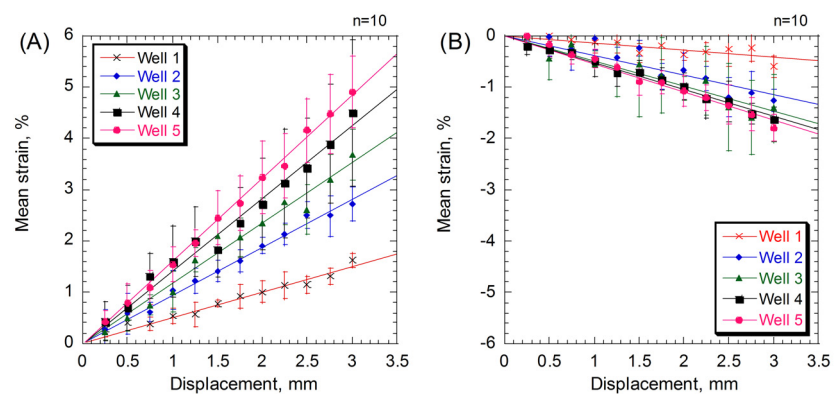 n=10
(A)
6
5
4
3
2
1
0
Mean strain, %
Well 1
Well 2
Well 3
Well 4
Well 5
0 0.5 1 1.5 2 2.5 3 3.5
Displacement, mm
n=10
(B)
0
-1
-2
-3
-4
-5
-6
Mean strain, %
Well 1
Well 2
Well 3
Well 4
Well 5
0 0.5 1 1.5 2 2.5 3 3.5
Displacement, mm